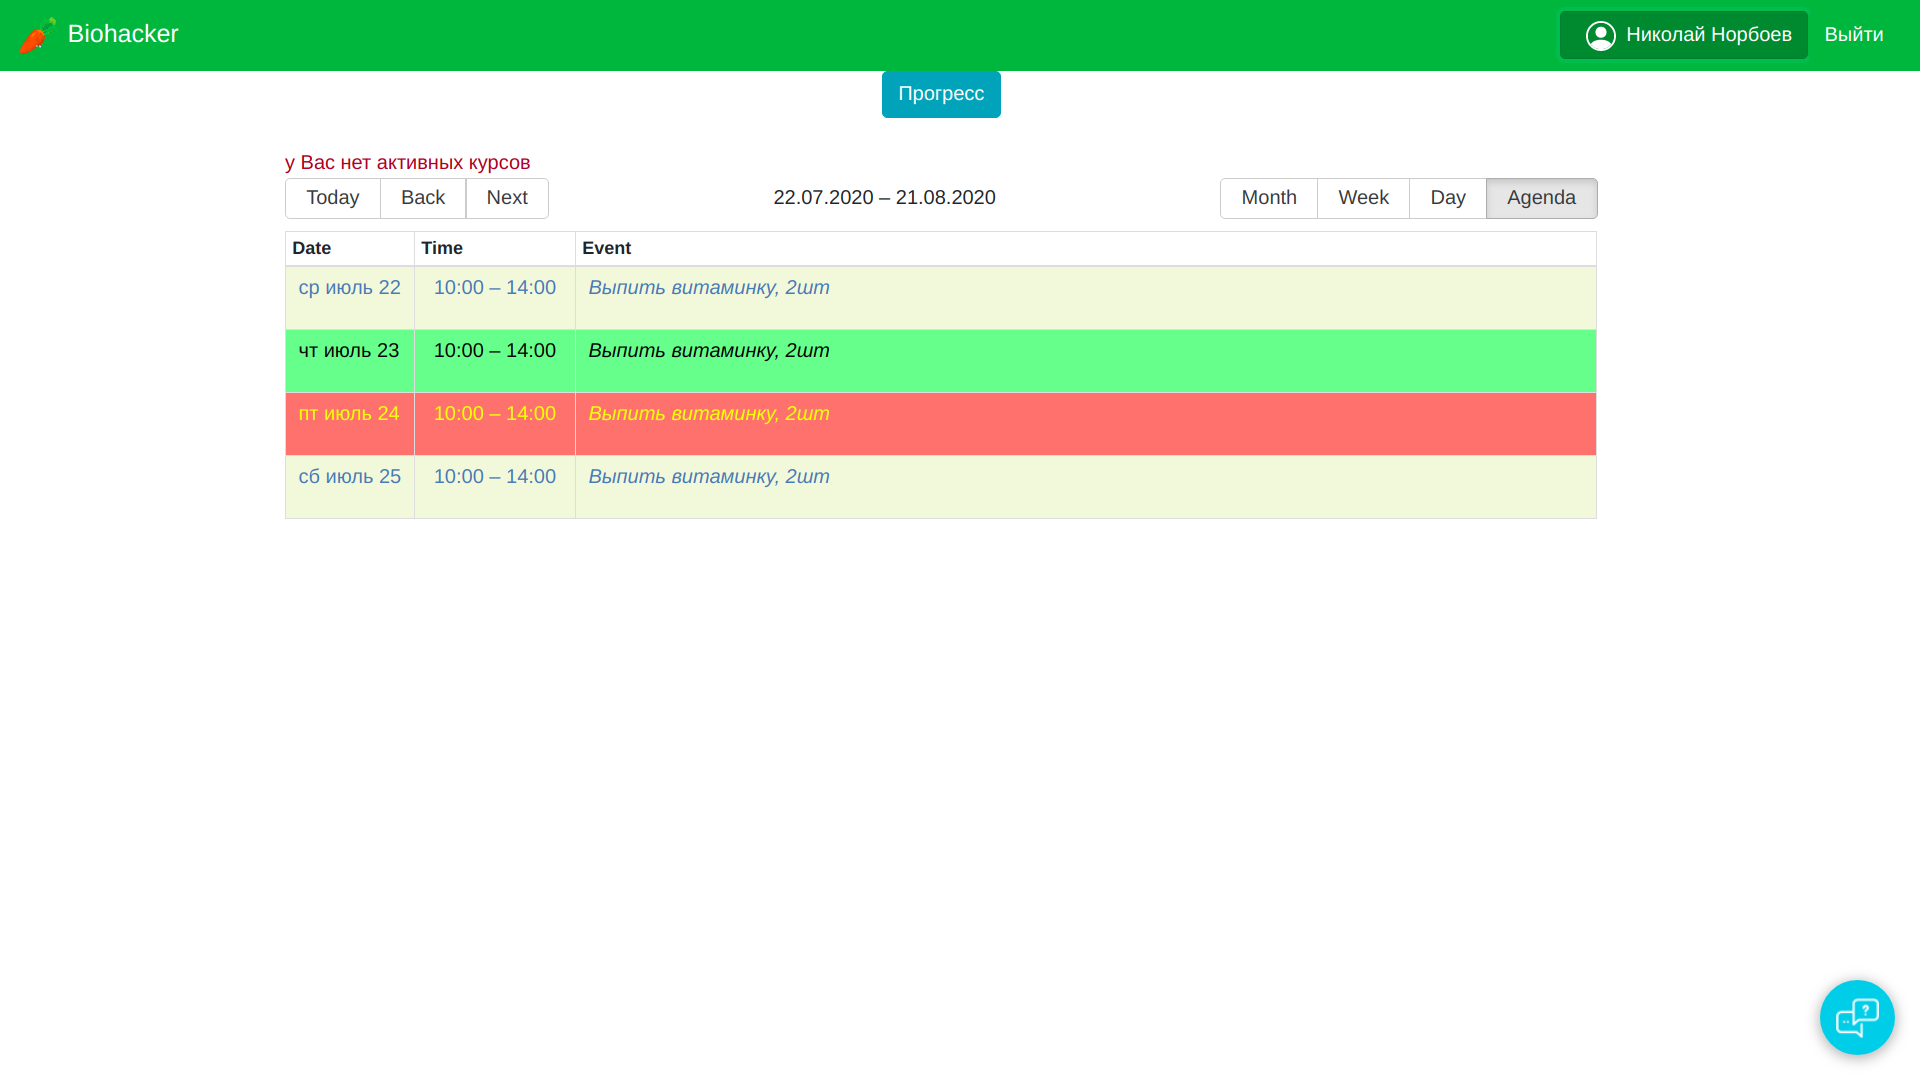 Biohacker
Николай Норбоев
Выйти
Прогресс
у Вас нет активных курсов
Today Back Next 22.07.2020 – 21.08.2020 Month Week Day Agenda
Date Time Event
ср июль 22 10:00 – 14:00 Выпить витаминку, 2шт
чт июль 23 10:00 – 14:00 Выпить витаминку, 2шт
пт июль 24 10:00 – 14:00 Выпить витаминку, 2шт
сб июль 25 10:00 – 14:00 Выпить витаминку, 2шт
?